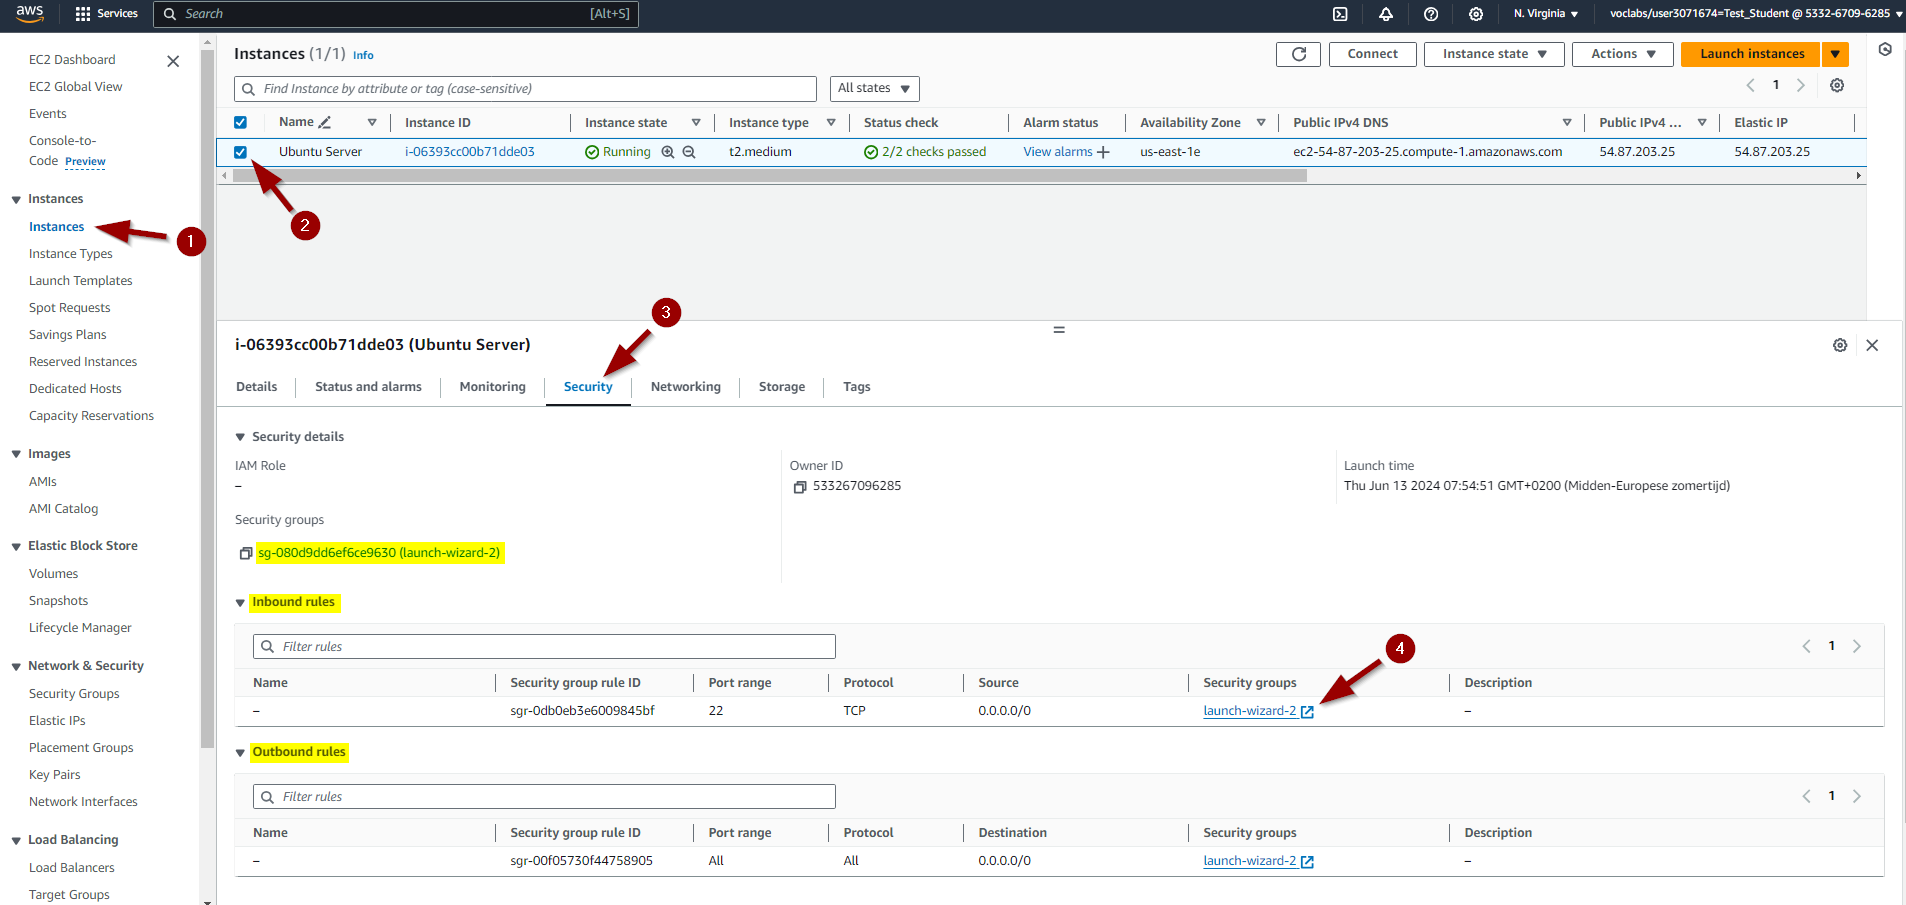 aws Services Search [Alt+S] N. Virginia voclabs/user3071674=Test_Student @ 5332-6709-6285
EC2 Dashboard
EC2 Global View
Events
Console-to-
Code Preview
Instances
Instances
Instance Types
Launch Templates
Spot Requests
Savings Plans
Reserved Instances
Dedicated Hosts
Capacity Reservations
Images
AMIs
AMI Catalog
Elastic Block Store
Volumes
Snapshots
Lifecycle Manager
Network & Security
Security Groups
Elastic IPs
Placement Groups
Key Pairs
Network Interfaces
Load Balancing
Load Balancers
Target Groups
1
Instances (1/1) Info Connect Instance state Actions Launch instances
Find Instance by attribute or tag (case-sensitive) All states 1
Name Instance ID Instance state Instance type Status check Alarm status Availability Zone Public IPv4 DNS Public IPv4 ... Elastic IP
Ubuntu Server i-06393cc00b71dde03 Running t2.medium 2/2 checks passed View alarms us-east-1e ec2-54-87-203-25.compute-1.amazonaws.com 54.87.203.25 54.87.203.25
2
3
i-06393cc00b71dde03 (Ubuntu Server)
Details Status and alarms Monitoring Security Networking Storage Tags
Security details
IAM Role Owner ID Launch time
– 533267096285 Thu Jun 13 2024 07:54:51 GMT+0200 (Midden-Europese zomertijd)
Security groups
sg-080d9dd6ef6ce9630 (launch-wizard-2)
Inbound rules
Filter rules 1
4
Name Security group rule ID Port range Protocol Source Security groups Description
– sgr-0db0eb3e6009845bf 22 TCP 0.0.0.0/0 launch-wizard-2 –
Outbound rules
Filter rules 1
Name Security group rule ID Port range Protocol Destination Security groups Description
– sgr-00f05730f44758905 All All 0.0.0.0/0 launch-wizard-2 –